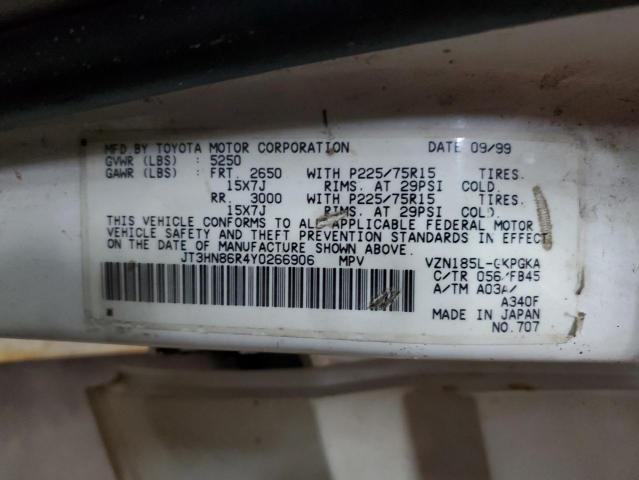 MFD.BY TOYOTA MOTOR CORPORATION DATE 09/99
GVWR (LBS) : 5250
GAWR (LBS) : FRT. 2650 WITH P225/75R15 TIRES.
15X7J RIMS. AT 29PSI COLD.
RR. 3000 WITH P225/75R15 TIRES.
15X7J RIMS. AT 29PSI COLD.
THIS VEHICLE CONFORMS TO ALL APPLICABLE FEDERAL MOTOR
VEHICLE SAFETY AND THEFT PREVENTION STANDARDS IN EFFECT
ON THE DATE OF MANUFACTURE SHOWN ABOVE.
JT3HN86R4Y0266906 MPV VZN185L-GKPGKA
C/TR 056/FB45
A/TM A03A/
A340F
MADE IN JAPAN
NO.707